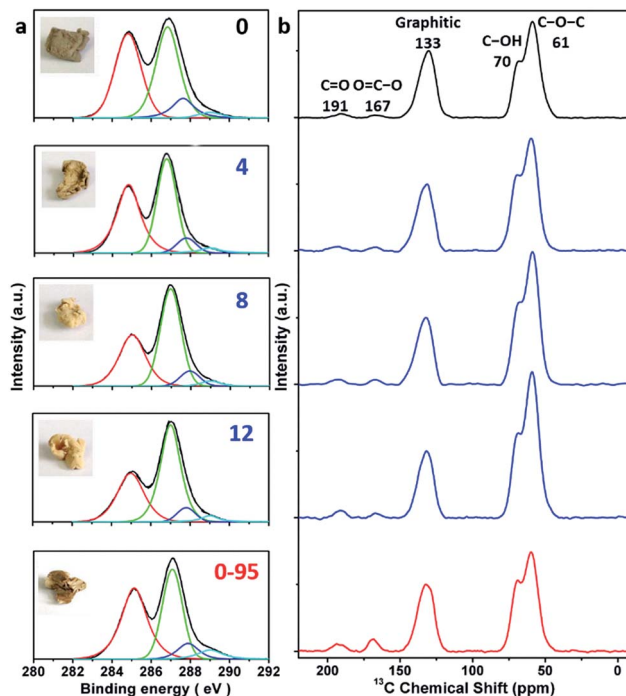 a
0
4
8
12
0-95
Intensity (a.u.)
280 282 284 286 288 290 292
Binding energy ( eV )
b
Graphitic
133
C–OH
70
C–O–C
61
C=O O=C–O
191 167
Intensity (a.u.)
200 150 100 50 0
¹³C Chemical Shift (ppm)